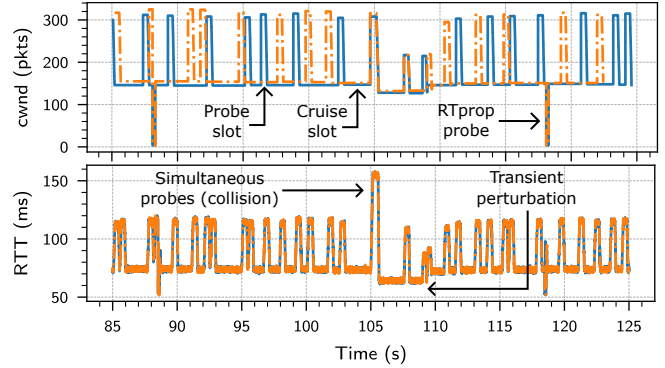 300
200
100
0
cwnd (pkts)
Probe
slot
Cruise
slot
RTprop
probe
150
100
50
RTT (ms)
Simultaneous
probes (collision)
Transient
perturbation
85 90 95 100 105 110 115 120 125
Time (s)